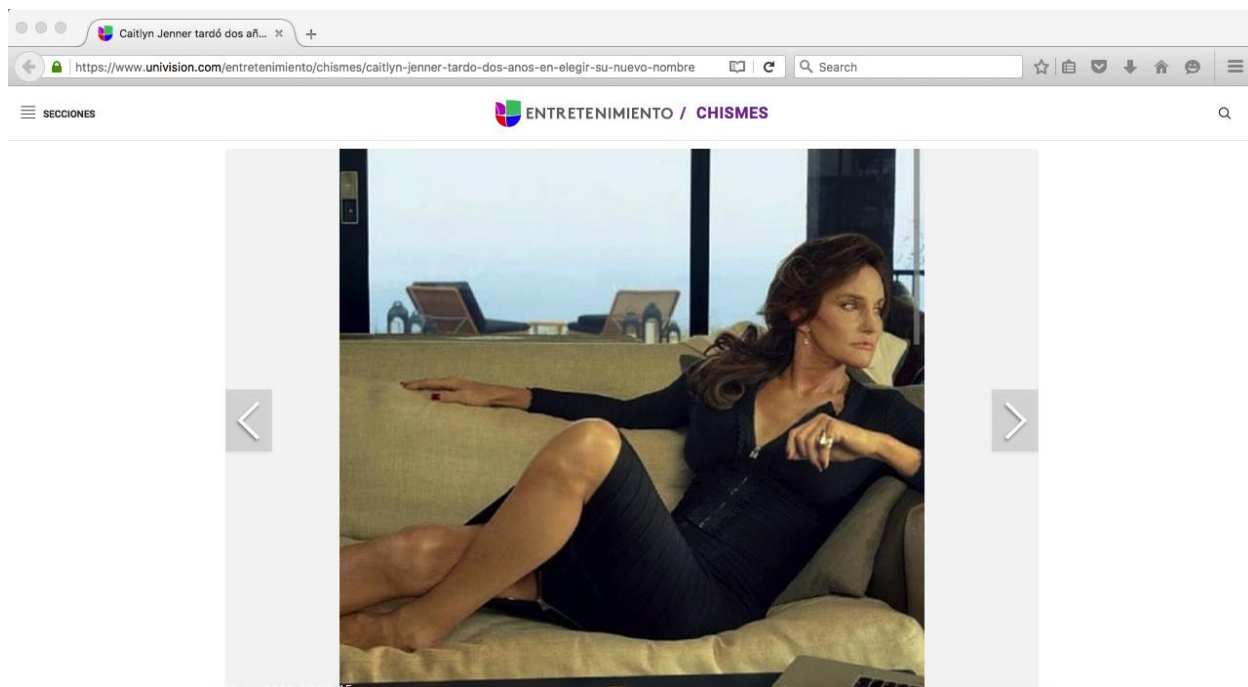 Caitlyn Jenner tardó dos añ...
https://www.univision.com/entretenimiento/chismes/caitlyn-jenner-tardo-dos-anos-en-elegir-su-nuevo-nombre
Search
SECCIONES
ENTRETENIMIENTO / CHISMES